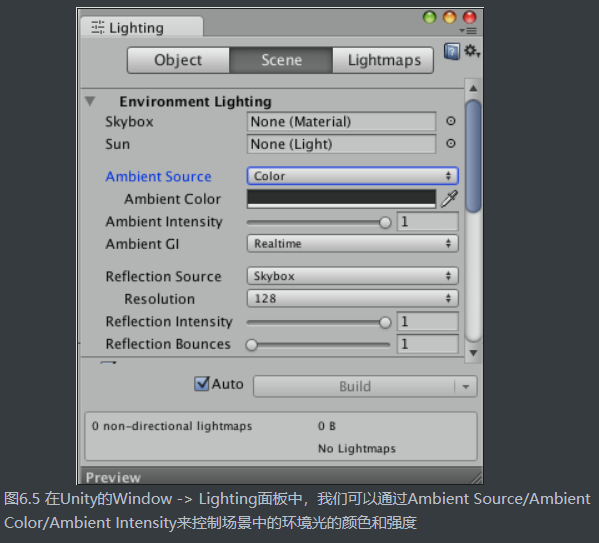 Lighting
Object Scene Lightmaps
Environment Lighting
Skybox None (Material)
Sun None (Light)
Ambient Source Color
Ambient Color
Ambient Intensity 1
Ambient GI Realtime
Reflection Source Skybox
Resolution 128
Reflection Intensity 1
Reflection Bounces 1
Auto Build
0 non-directional lightmaps 0 B
No Lightmaps
Preview
图6.5 在Unity的Window -> Lighting面板中，我们可以通过Ambient Source/Ambient
Color/Ambient Intensity来控制场景中的环境光的颜色和强度